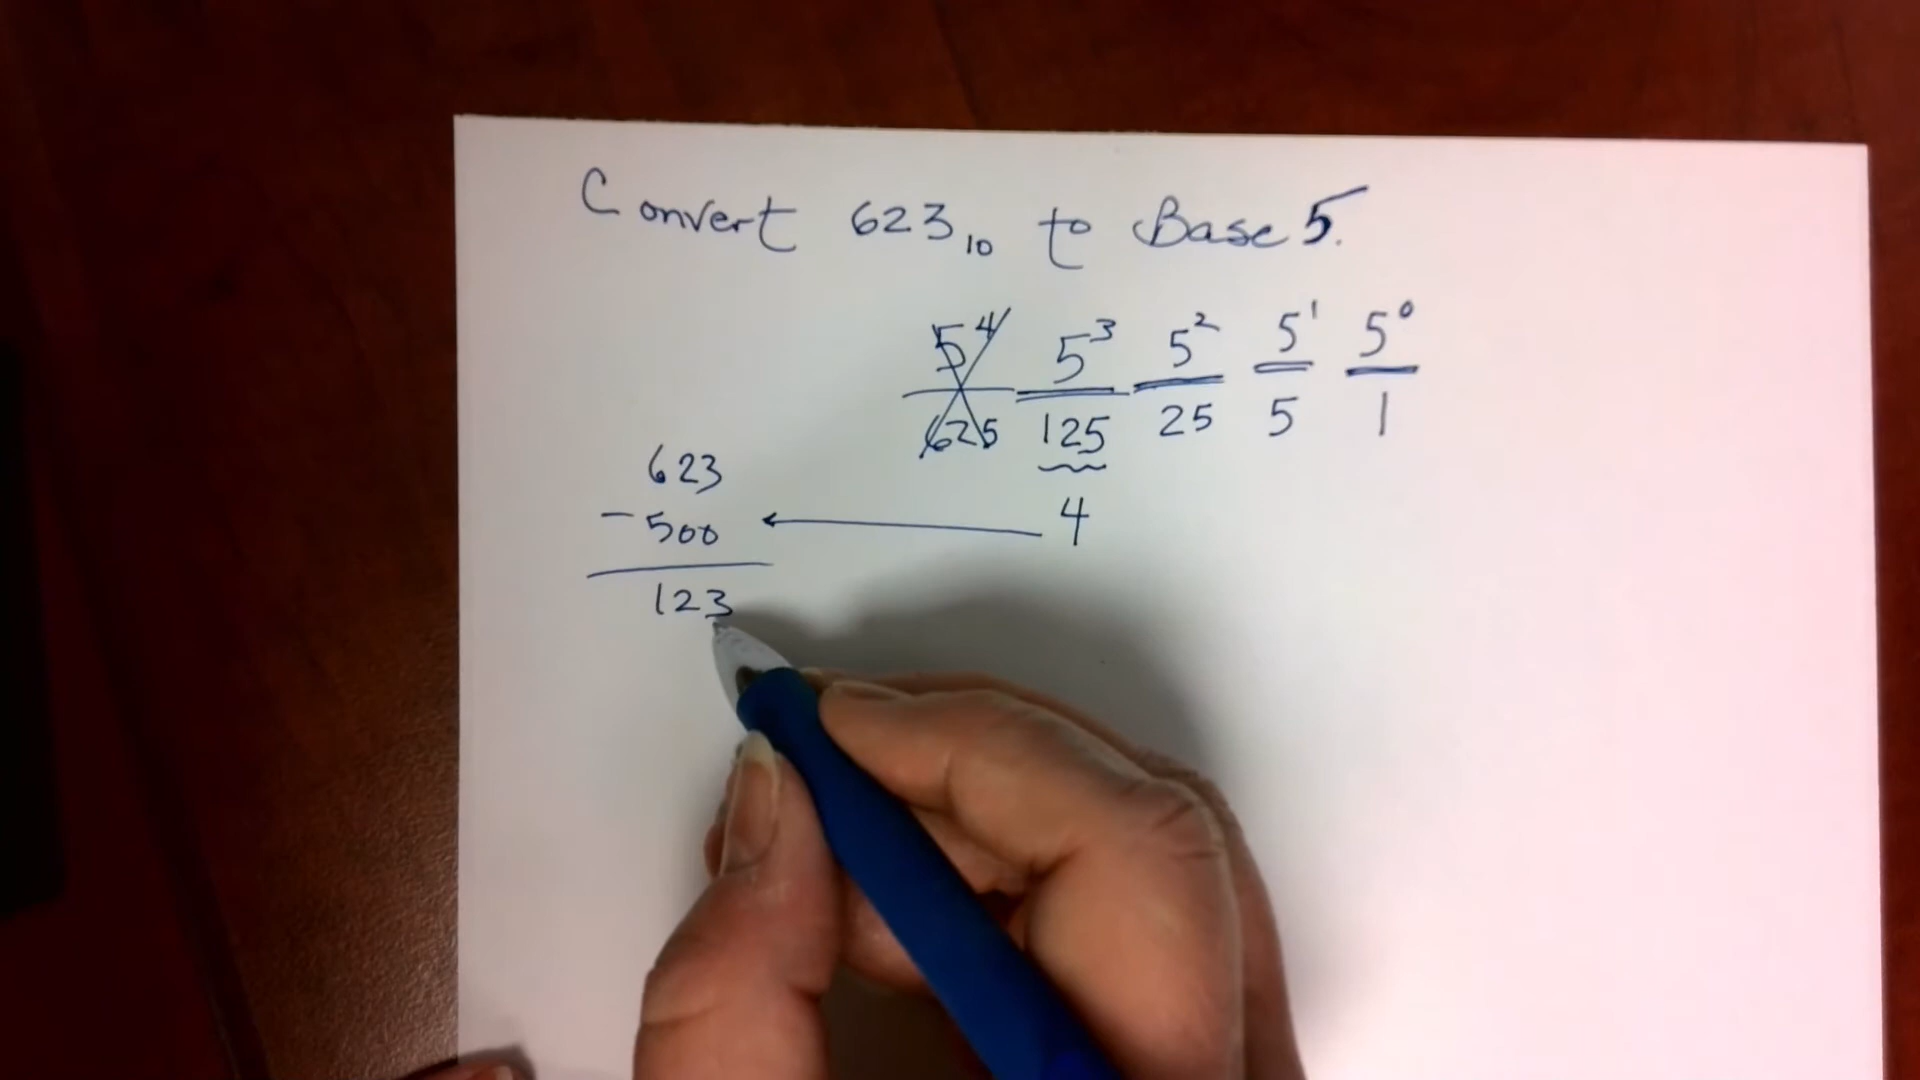 Convert 623₁₀ to Base 5.
5⁴ 5³ 5² 5¹ 5⁰
625 125 25 5 1
623
- 500 ← 4
123